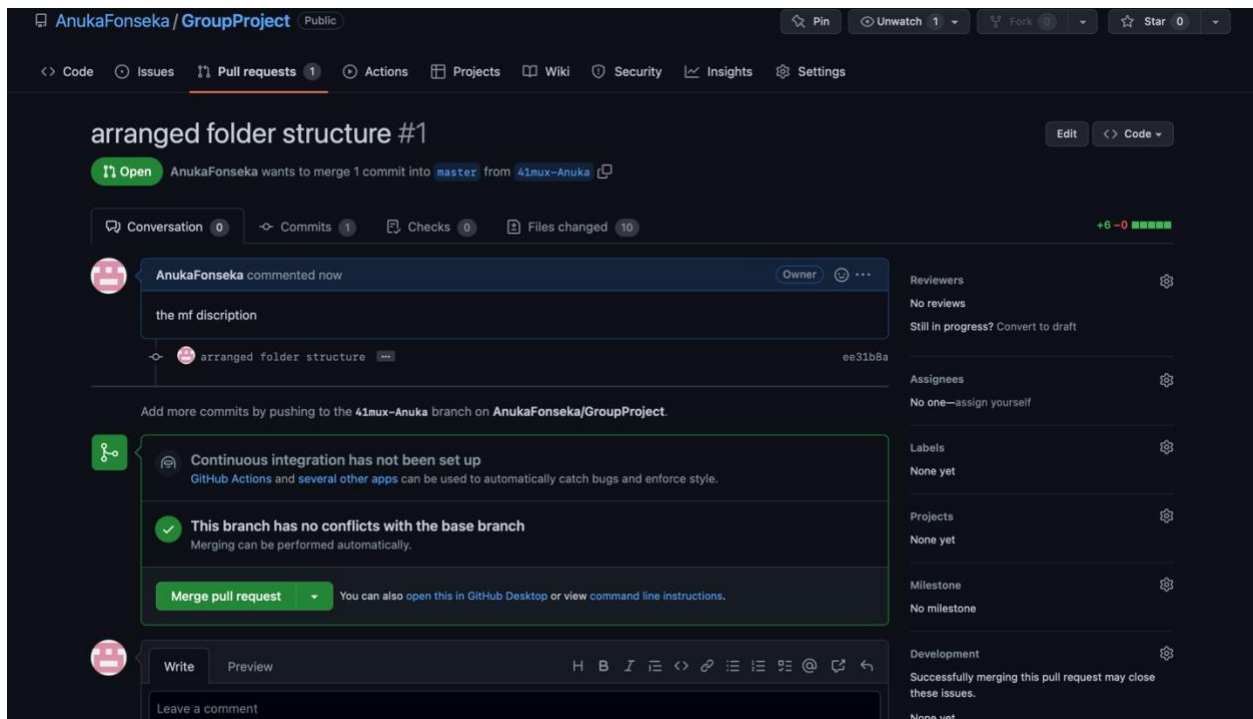 AnukaFonseka / GroupProject Public
Pin Unwatch 1 Fork 0 Star 0
Code Issues Pull requests 1 Actions Projects Wiki Security Insights Settings
arranged folder structure #1
Edit Code
Open AnukaFonseka wants to merge 1 commit into master from 41mux-Anuka
Conversation 0 Commits 1 Checks 0 Files changed 10
+6 −0
AnukaFonseka commented now Owner ...
the mf discription
arranged folder structure ... ee31b8a
Add more commits by pushing to the 41mux-Anuka branch on AnukaFonseka/GroupProject.
Continuous integration has not been set up
GitHub Actions and several other apps can be used to automatically catch bugs and enforce style.
This branch has no conflicts with the base branch
Merging can be performed automatically.
Merge pull request You can also open this in GitHub Desktop or view command line instructions.
Write Preview H B I <> @
Leave a comment
Reviewers
No reviews
Still in progress? Convert to draft
Assignees
No one—assign yourself
Labels
None yet
Projects
None yet
Milestone
No milestone
Development
Successfully merging this pull request may close
these issues.
None yet